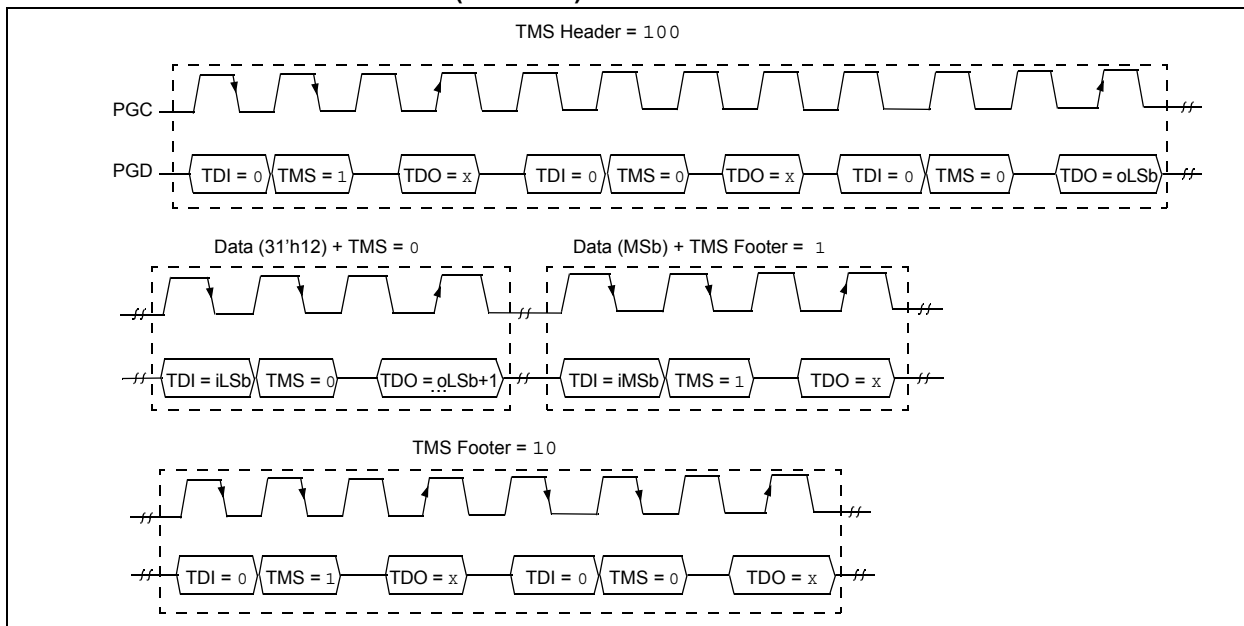 TMS Header = 100
PGC
PGD TDI = 0 TMS = 1 TDO = x TDI = 0 TMS = 0 TDO = x TDI = 0 TMS = 0 TDO = oLSb
Data (31'h12) + TMS = 0 Data (MSb) + TMS Footer = 1
TDI = iLSb TMS = 0 TDO = oLSb+1 ... TDI = iMSb TMS = 1 TDO = x
TMS Footer = 10
TDI = 0 TMS = 1 TDO = x TDI = 0 TMS = 0 TDO = x